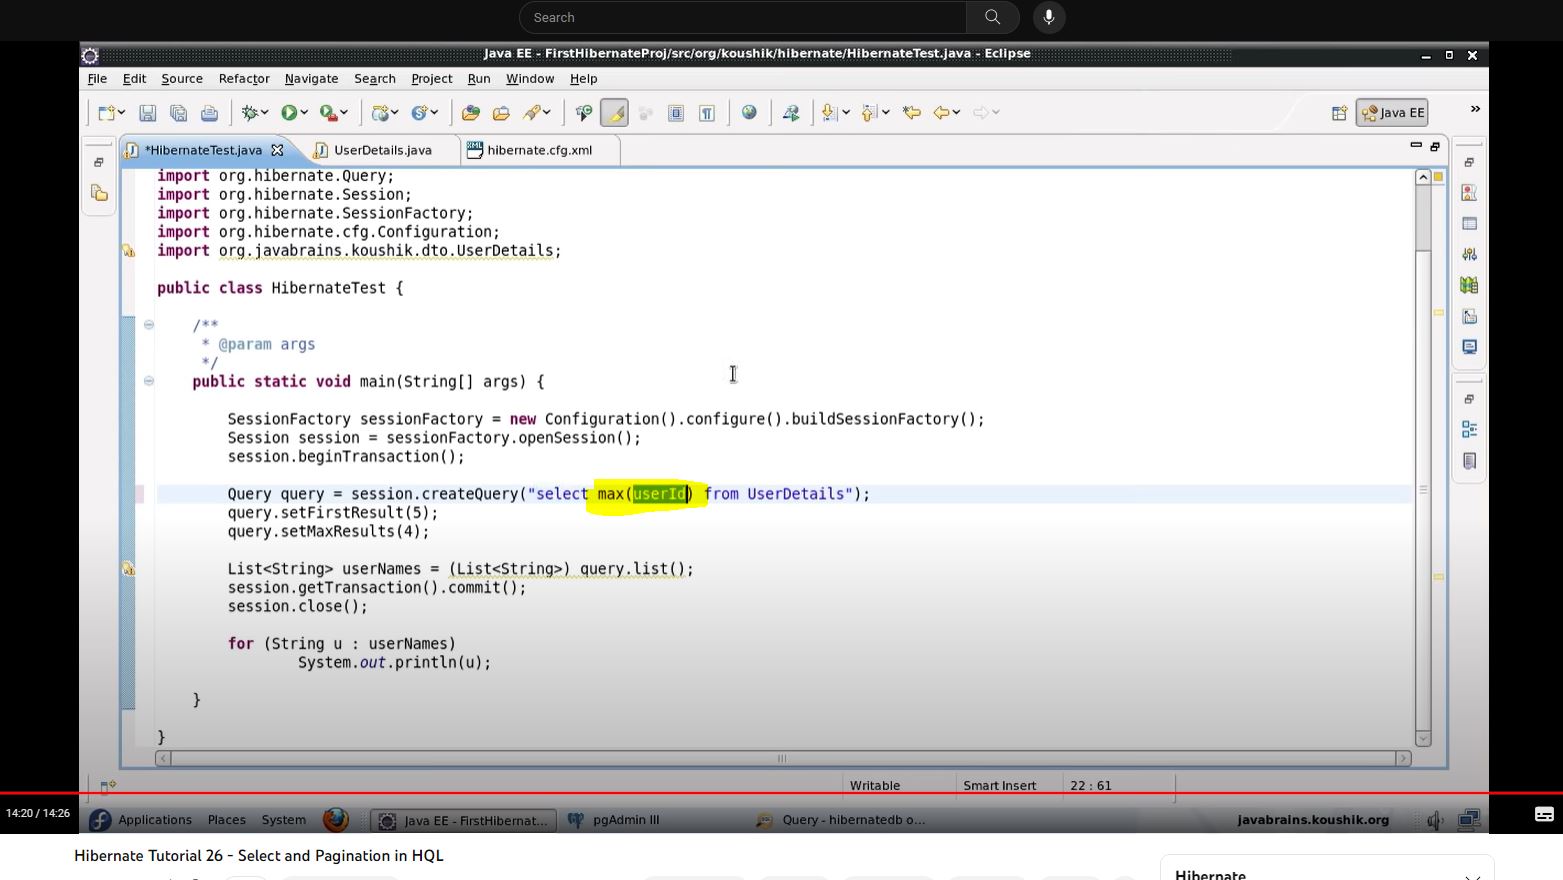 Search
Java EE - FirstHibernateProj/src/org/koushik/hibernate/HibernateTest.java - Eclipse
File Edit Source Refactor Navigate Search Project Run Window Help
Java EE
*HibernateTest.java UserDetails.java hibernate.cfg.xml
import org.hibernate.Query;
import org.hibernate.Session;
import org.hibernate.SessionFactory;
import org.hibernate.cfg.Configuration;
import org.javabrains.koushik.dto.UserDetails;
public class HibernateTest {
/**
* @param args
*/
public static void main(String[] args) {
SessionFactory sessionFactory = new Configuration().configure().buildSessionFactory();
Session session = sessionFactory.openSession();
session.beginTransaction();
Query query = session.createQuery("select max(userId) from UserDetails");
query.setFirstResult(5);
query.setMaxResults(4);
List<String> userNames = (List<String>) query.list();
session.getTransaction().commit();
session.close();
for (String u : userNames)
System.out.println(u);
}
}
Writable Smart Insert 22 : 61
14:20 / 14:26 Applications Places System Java EE - FirstHibernat... pgAdmin III Query - hibernatedb o... javabrains.koushik.org
Hibernate Tutorial 26 - Select and Pagination in HQL
Hibernate